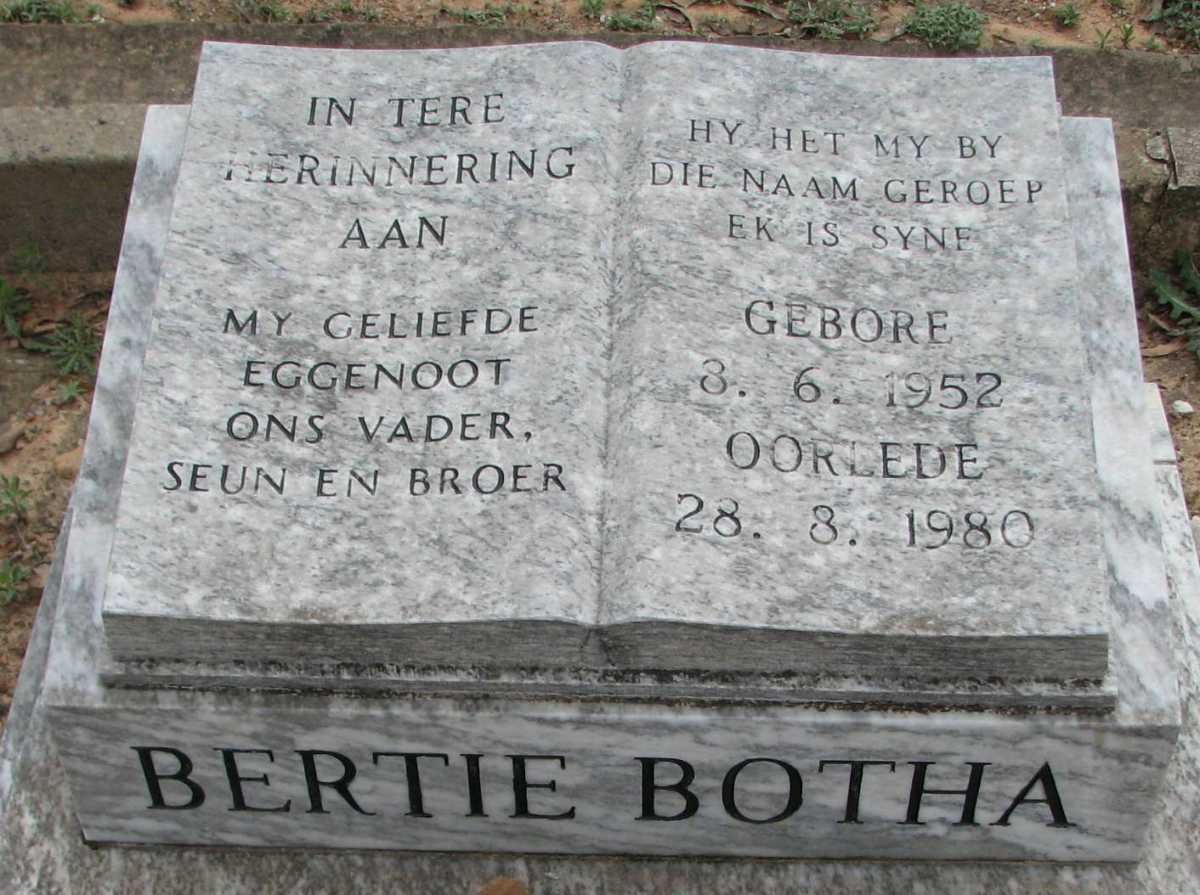 IN TERE
HERINNERING
AAN
MY GELIEFDE
EGGENOOT
ONS VADER,
SEUN EN BROER
HY HET MY BY
DIE NAAM GEROEP
EK IS SYNE
GEBORE
8. 6. 1952
OORLEDE
28. 8. 1980
BERTIE BOTHA